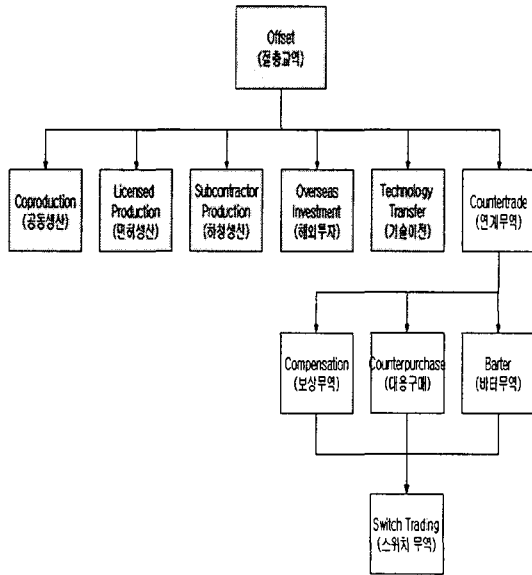 Offset
(절충교역)
Coproduction
(공동생산)
Licensed
Production
(면허생산)
Subcontractor
Production
(하청생산)
Overseas
Investment
(해외투자)
Technology
Transfer
(기술이전)
Countertrade
(연계무역)
Compensation
(보상무역)
Counterpurchase
(대응구매)
Barter
(바터무역)
Switch Trading
(스위치 무역)